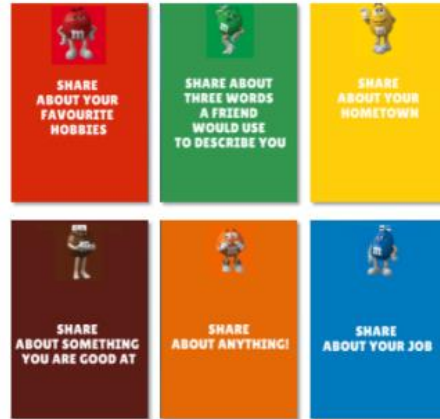 SHARE
ABOUT YOUR
FAVOURITE
HOBBIES
SHARE ABOUT
THREE WORDS
A FRIEND
WOULD USE
TO DESCRIBE YOU
SHARE
ABOUT YOUR
HOMETOWN
SHARE
ABOUT SOMETHING
YOU ARE GOOD AT
SHARE
ABOUT ANYTHING!
SHARE
ABOUT YOUR JOB